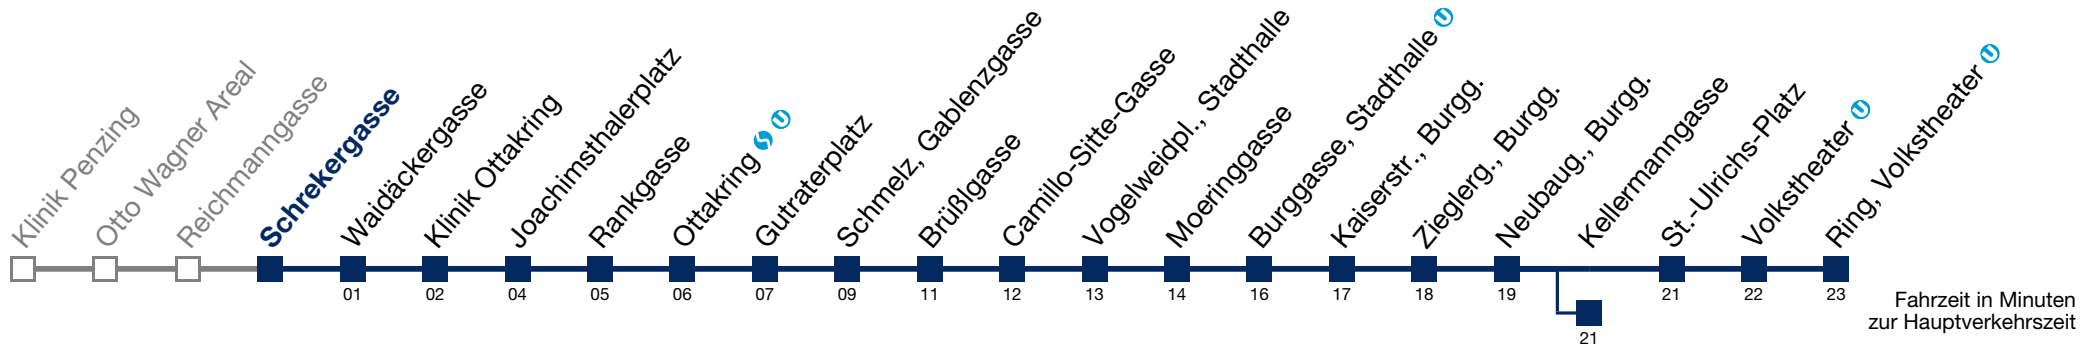 Klinik Penzing
Otto Wagner Areal
Reichmanngasse
Schrekergasse
Waidäckergasse
Klinik Ottakring
Joachimsthalerplatz
Rankgasse
Ottakring
Gutraterplatz
Schmelz, Gablenzgasse
Brüßlgasse
Camillo-Sitte-Gasse
Vogelweidpl., Stadthalle
Moeringgasse
Burggasse, Stadthalle U
Kaiserstr., Burgg.
Zieglerg., Burgg.
Neubaug., Burgg.
Kellermanngasse
St.-Ulrichs-Platz
Volkstheater U
Ring, Volkstheater U
01 02 04 05 06 07 09 11 12 13 14 16 17 18 19 21 22 23
21
Fahrzeit in Minuten
zur Hauptverkehrszeit